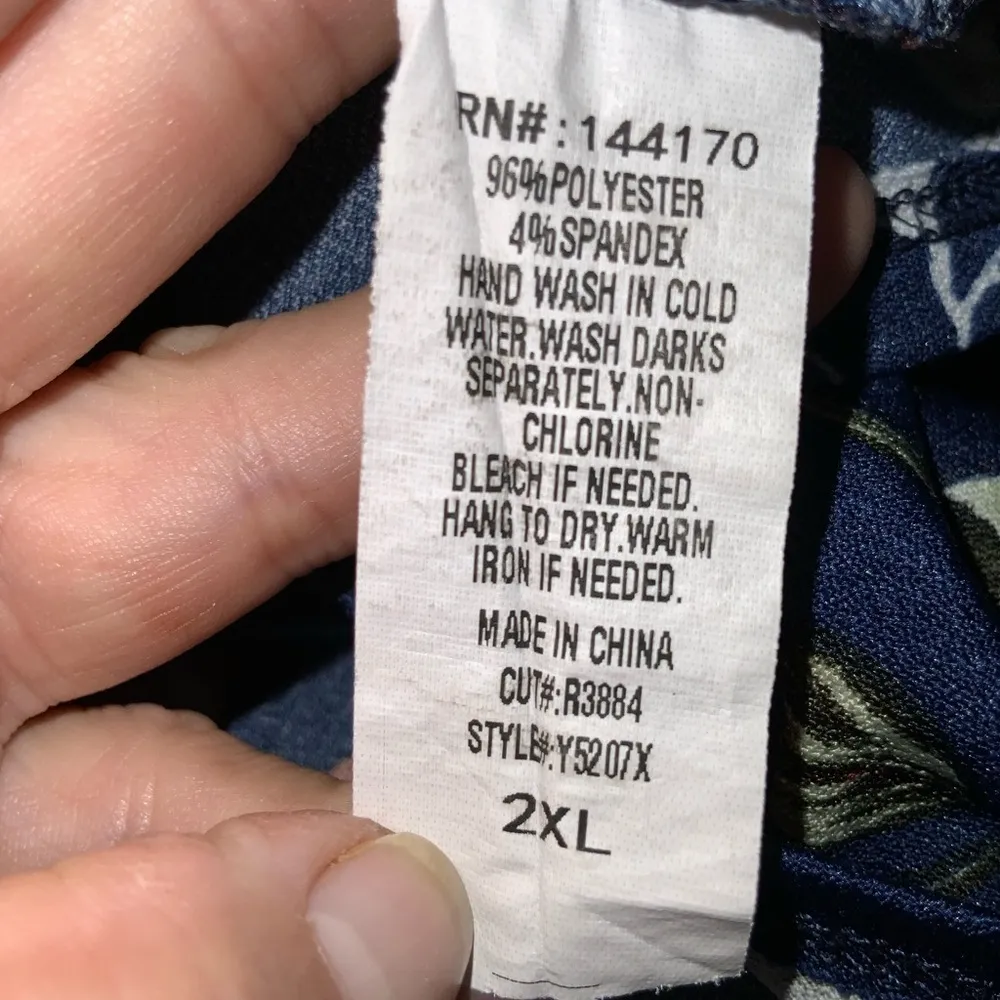 RN#:144170
96%POLYESTER
4%SPANDEX
HAND WASH IN COLD
WATER.WASH DARKS
SEPARATELY.NON-
CHLORINE
BLEACH IF NEEDED.
HANG TO DRY.WARM
IRON IF NEEDED.
MADE IN CHINA
CUT#:R3884
STYLE#:Y5207X
2XL